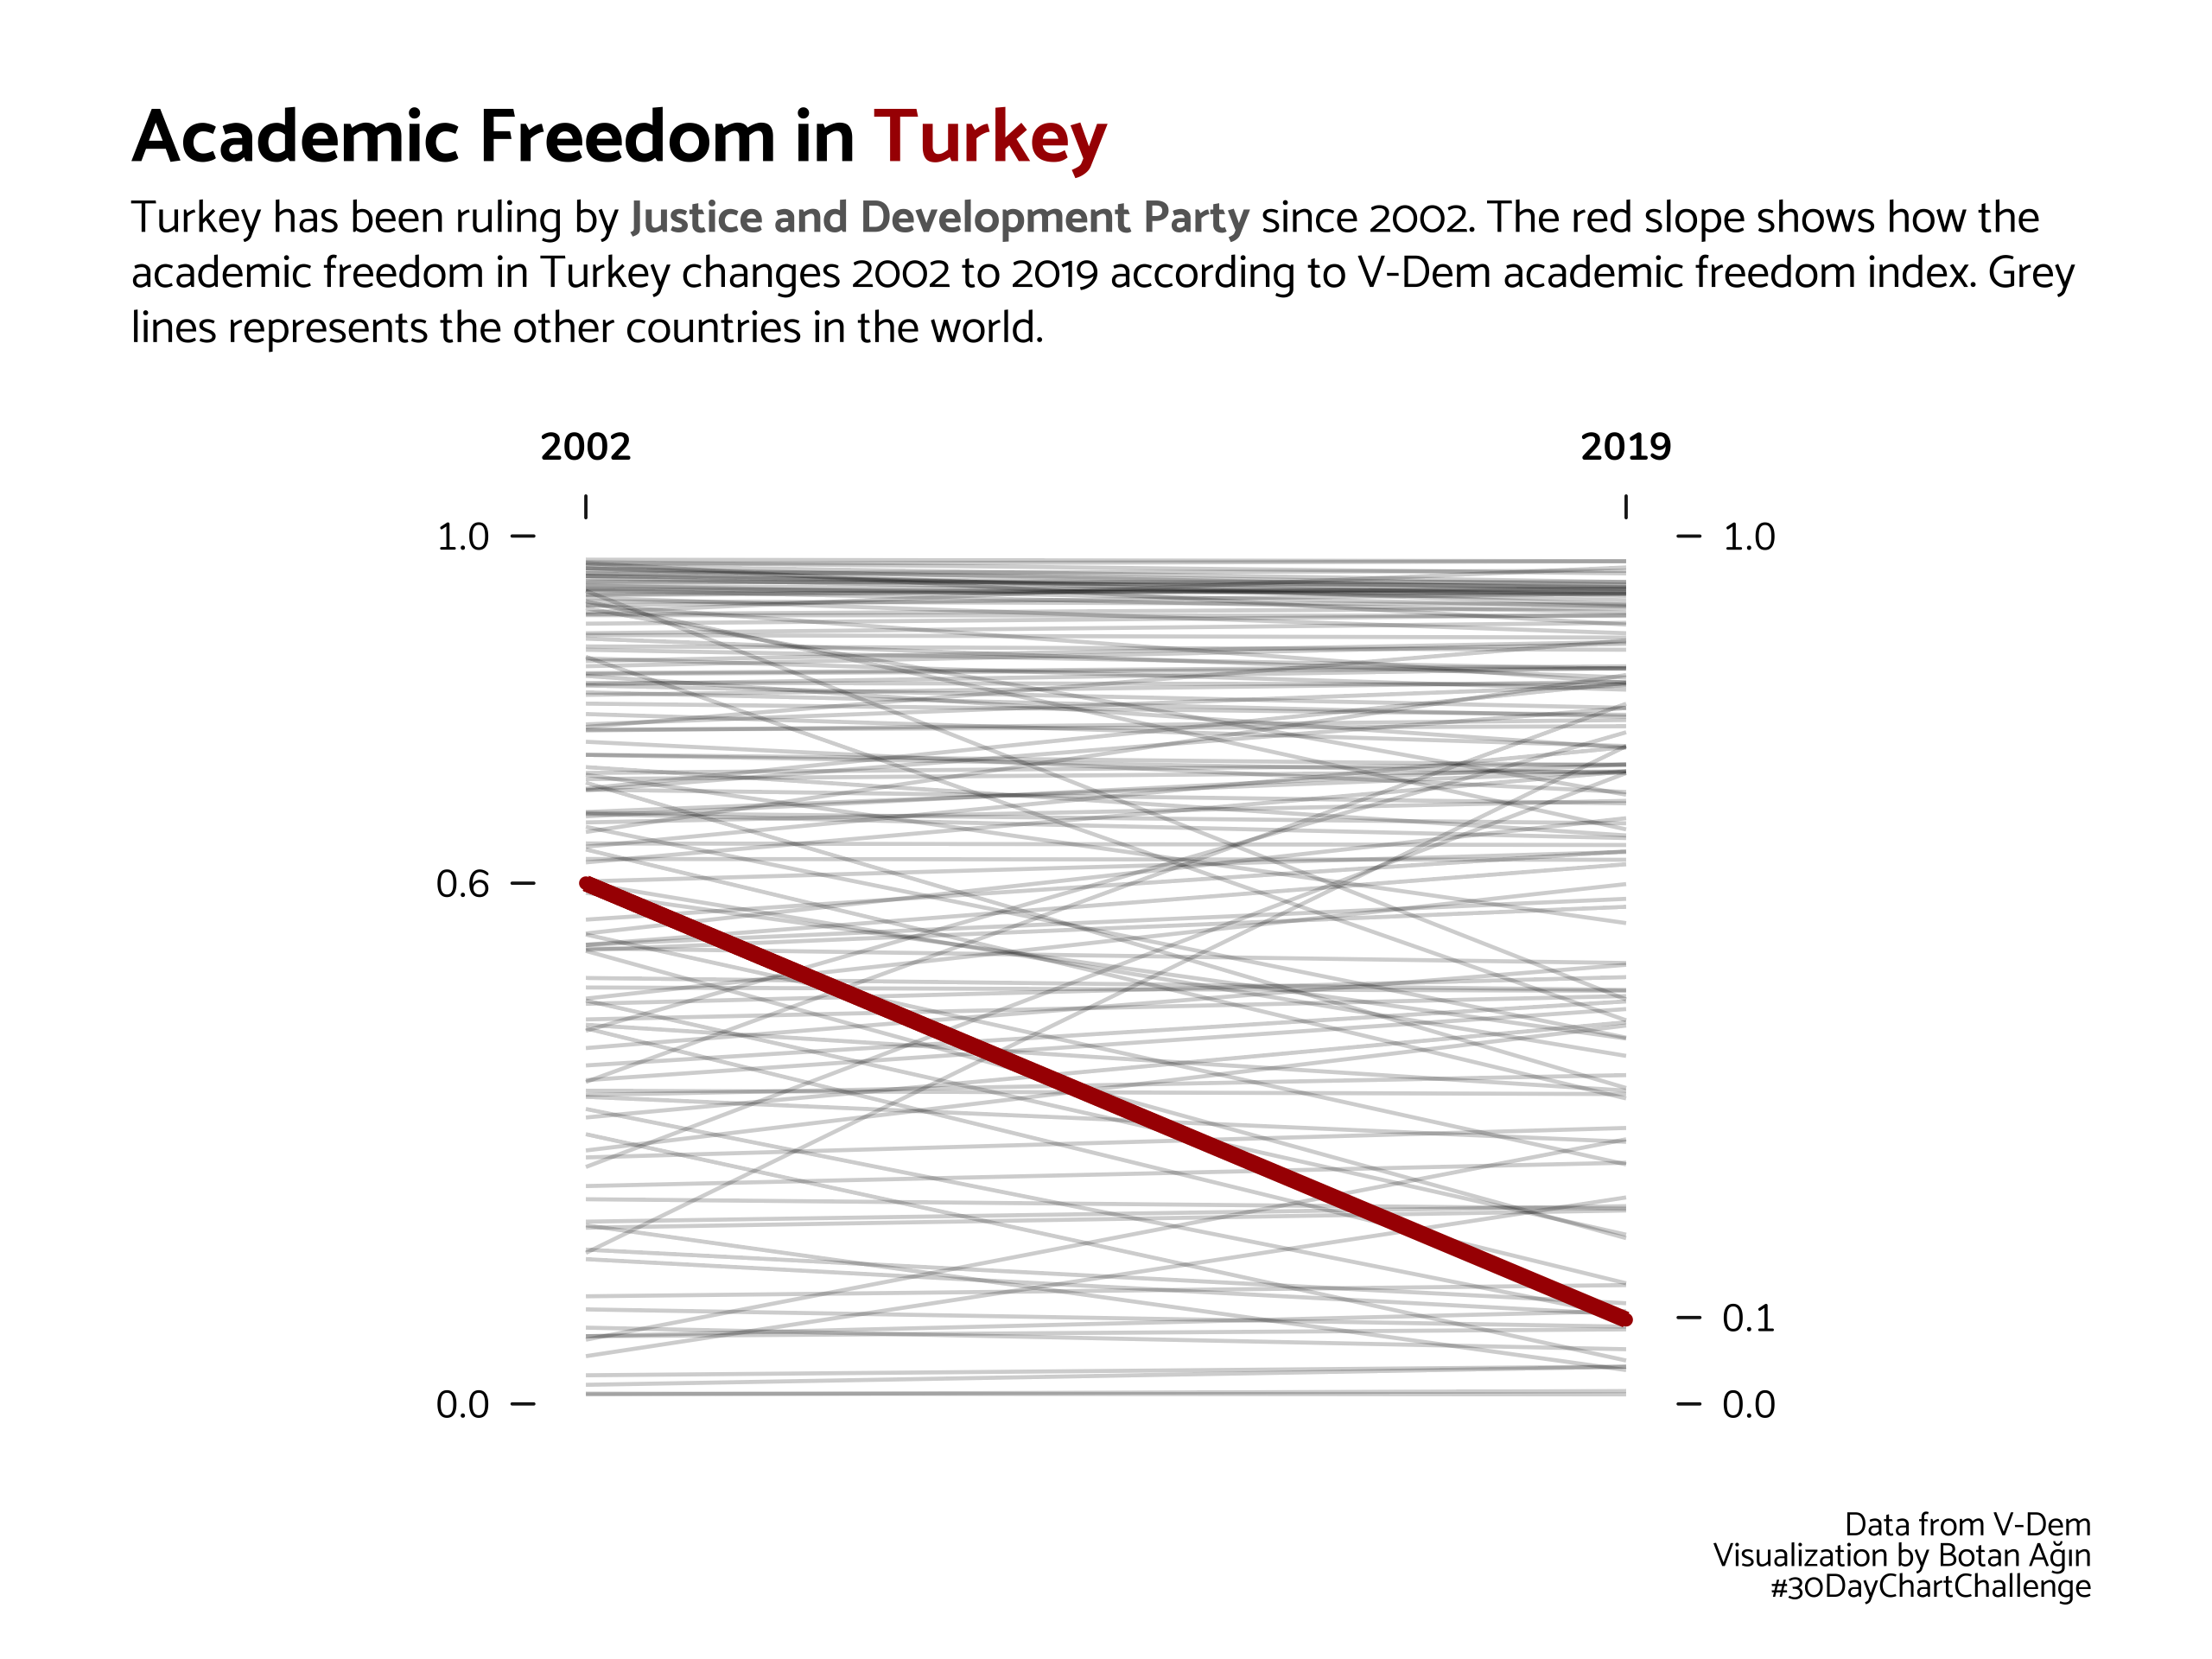 Academic Freedom in Turkey
Turkey has been ruling by Justice and Development Party since 2002. The red slope shows how the
academic freedom in Turkey changes 2002 to 2019 according to V-Dem academic freedom index. Grey
lines represents the other countries in the world.
2002
2019
1.0
1.0
0.6
0.1
0.0
0.0
Data from V-Dem
Visualization by Botan Ağın
#30DayChartChallenge